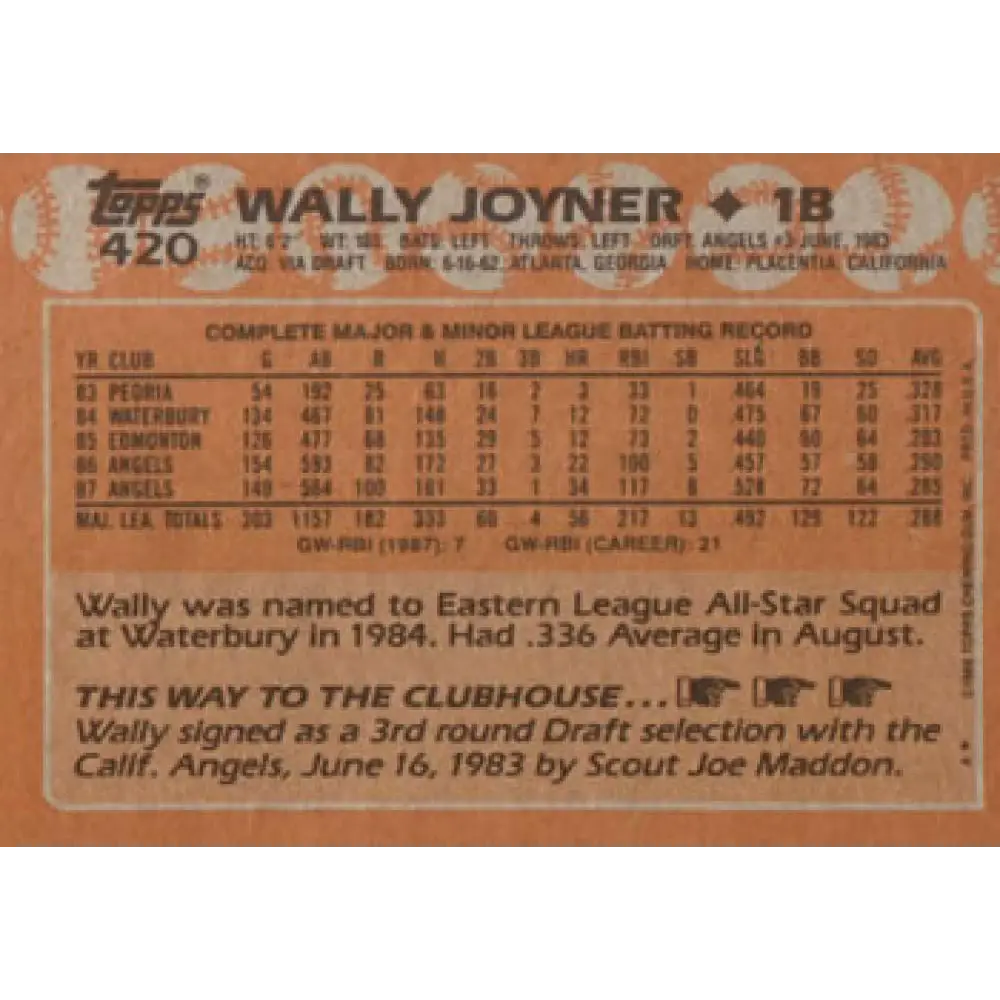 Topps® WALLY JOYNER ◆ 1B
420 HT: 6'2" WT: 185 BATS: LEFT THROWS: LEFT DRFT: ANGELS #3-JUNE, 1983
ACQ: VIA DRAFT BORN: 6-16-62, ATLANTA, GEORGIA HOME: PLACENTIA, CALIFORNIA
COMPLETE MAJOR & MINOR LEAGUE BATTING RECORD
YR CLUB G AB R H 2B 3B HR RBI SB SLG BB SO AVG
83 PEORIA 54 192 25 63 16 2 3 33 1 .464 19 25 .328
84 WATERBURY 134 467 81 148 24 7 12 72 0 .475 67 60 .317
85 EDMONTON 126 477 68 135 29 5 12 73 2 .440 60 64 .283
86 ANGELS 154 593 82 172 27 3 22 100 5 .457 57 58 .290
87 ANGELS 149 564 100 161 33 1 34 117 8 .528 72 64 .285
MAJ. LEA. TOTALS 303 1157 182 333 60 4 56 217 13 .492 129 122 .288
GW-RBI (1987): 7 GW-RBI (CAREER): 21
Wally was named to Eastern League All-Star Squad
at Waterbury in 1984. Had .336 Average in August.
THIS WAY TO THE CLUBHOUSE...
Wally signed as a 3rd round Draft selection with the
Calif. Angels, June 16, 1983 by Scout Joe Maddon.